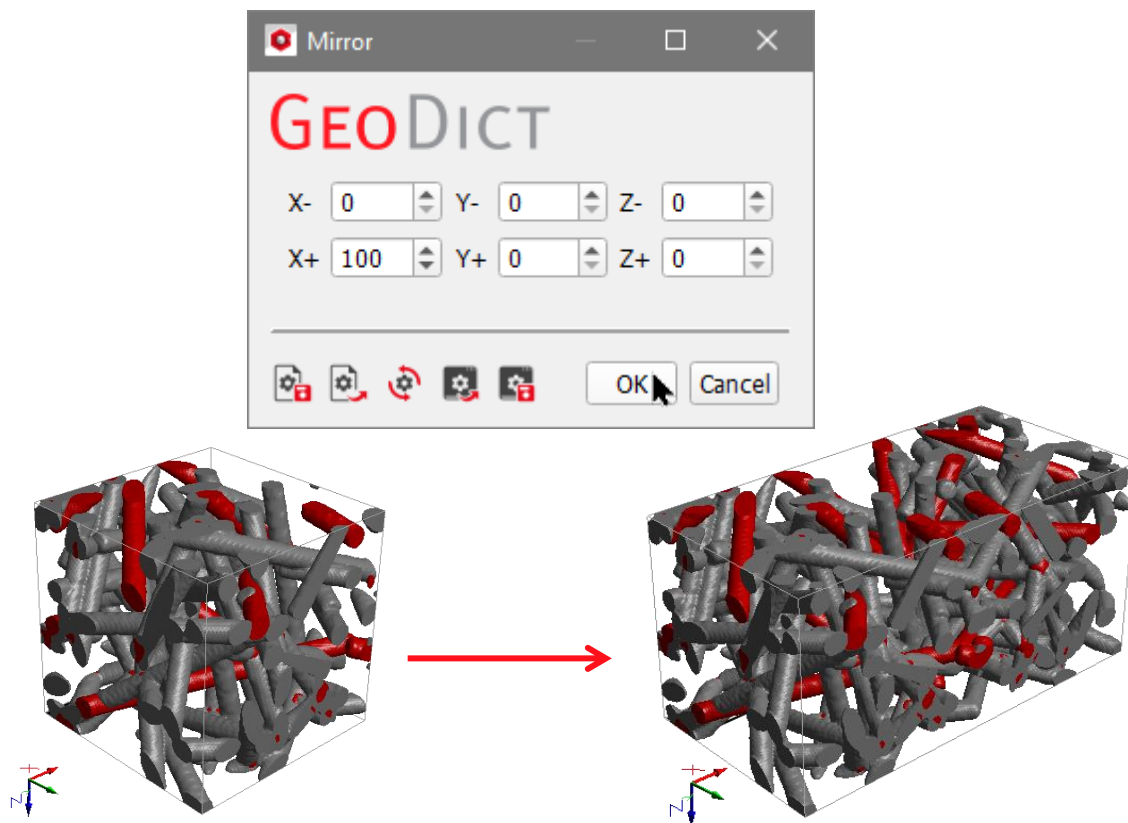 Mirror
GEODICT
X- 0 Y- 0 Z- 0
X+ 100 Y+ 0 Z+ 0
OK Cancel
Z
Z